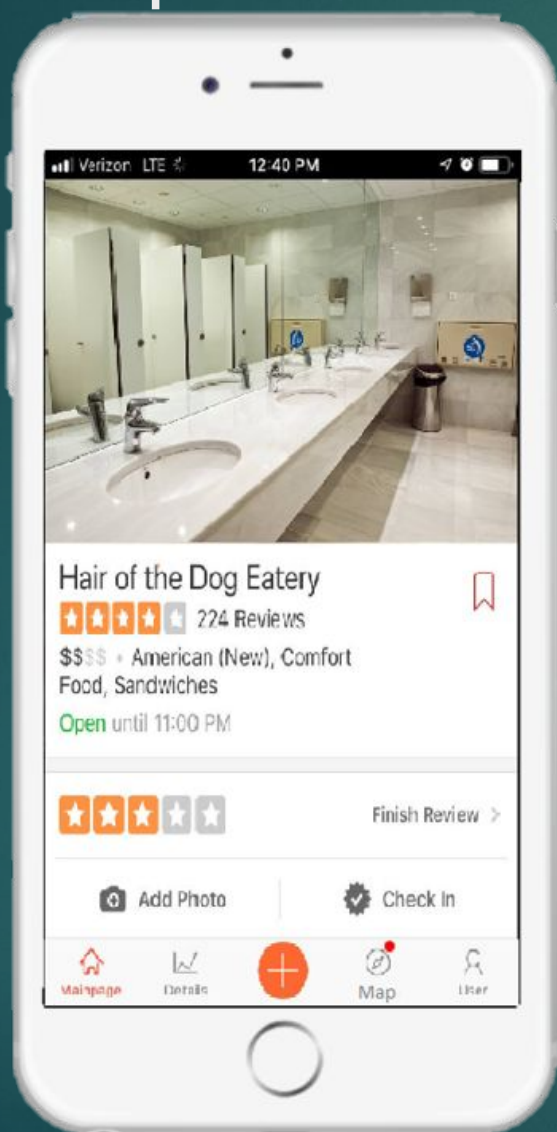 Verizon LTE 12:40 PM
Hair of the Dog Eatery
224 Reviews
$$$$ • American (New), Comfort
Food, Sandwiches
Open until 11:00 PM
Finish Review >
Add Photo
Check In
Mainpage Details Map User